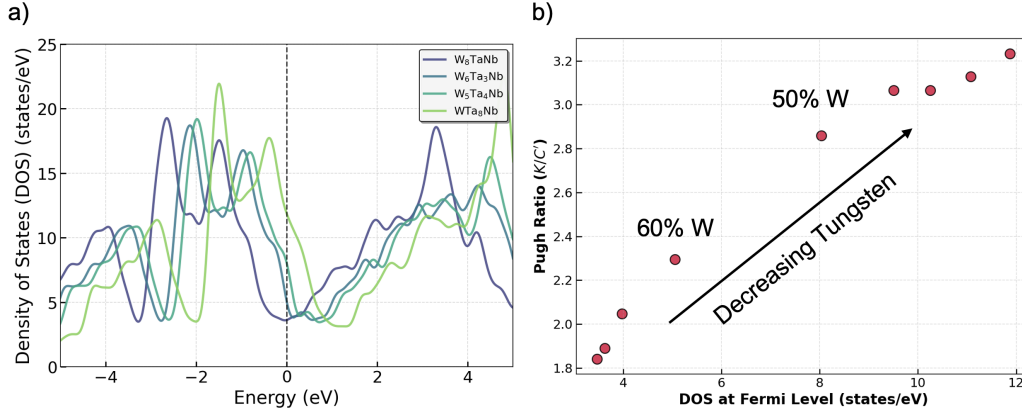 a)
b)
Density of States (DOS) (states/eV)
25
20
15
10
5
0
−4
−2
0
2
4
Energy (eV)
W₈TaNb
W₆Ta₃Nb
W₅Ta₄Nb
WTa₈Nb
Pugh Ratio (K/C')
3.2
3.0
2.8
2.6
2.4
2.2
2.0
1.8
50% W
60% W
Decreasing Tungsten
4
6
8
10
12
DOS at Fermi Level (states/eV)